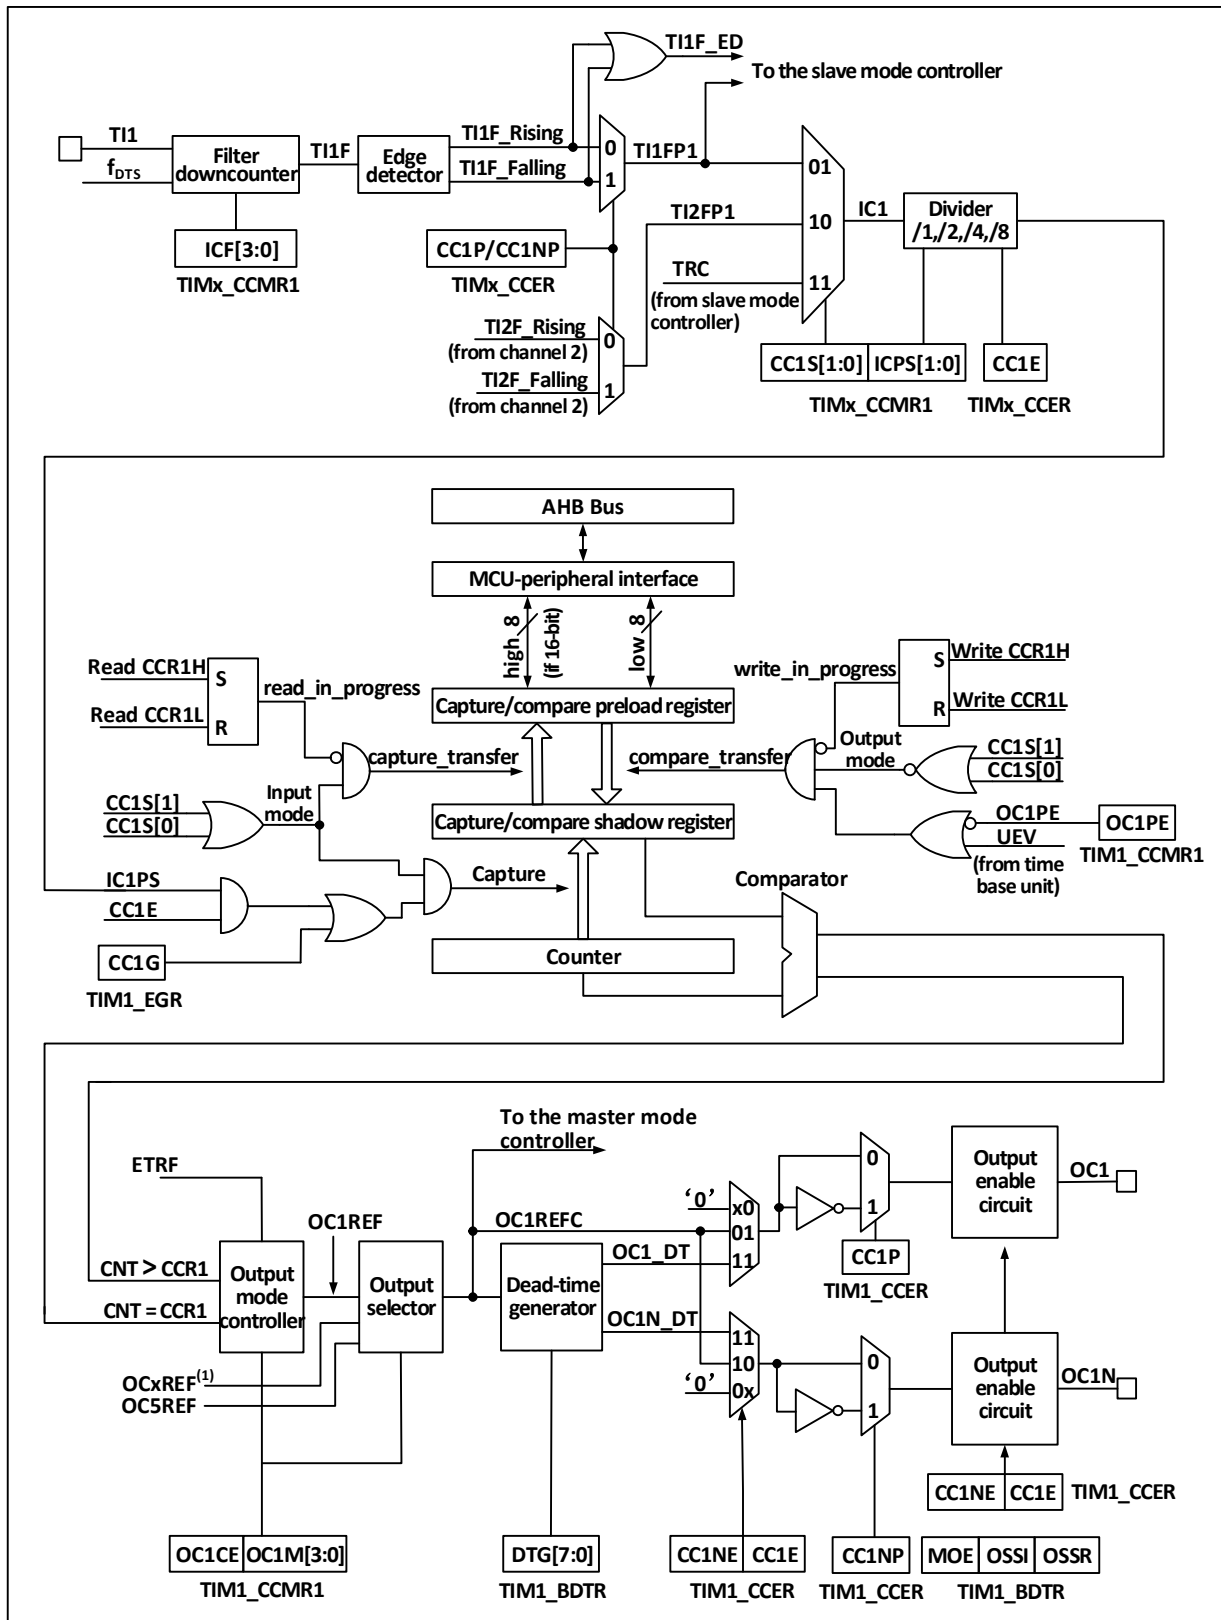 TI1F_ED
To the slave mode controller
TI1
fDTS
Filter
downcounter
TI1F
Edge
detector
TI1F_Rising
TI1F_Falling
0
1
TI1FP1
TI2FP1
TRC
(from slave mode
controller)
01
10
11
IC1
Divider
/1,/2,/4,/8
ICF[3:0]
TIMx_CCMR1
CC1P/CC1NP
TIMx_CCER
TI2F_Rising
(from channel 2)
TI2F_Falling
(from channel 2)
0
1
CC1S[1:0] ICPS[1:0]
TIMx_CCMR1
CC1E
TIMx_CCER
AHB Bus
MCU-peripheral interface
high 8
(if 16-bit)
low 8
Read CCR1H
Read CCR1L
S
R
read_in_progress
write_in_progress
S
R
Write CCR1H
Write CCR1L
Capture/compare preload register
capture_transfer
compare_transfer
Output
mode
CC1S[1]
CC1S[0]
Input
mode
CC1S[1]
CC1S[0]
Capture/compare shadow register
OC1PE
UEV
(from time
base unit)
OC1PE
TIM1_CCMR1
IC1PS
CC1E
Capture
CC1G
TIM1_EGR
Comparator
Counter
To the master mode
controller
ETRF
OC1REF
OC1REFC
CNT > CCR1
CNT = CCR1
Output
mode
controller
Output
selector
Dead-time
generator
OC1_DT
OC1N_DT
‘0’
x0
01
11
11
10
0x
‘0’
0
1
CC1P
TIM1_CCER
Output
enable
circuit
OC1
0
1
Output
enable
circuit
OC1N
OCxREF(1)
OC5REF
CC1NE CC1E TIM1_CCER
OC1CE OC1M[3:0]
TIM1_CCMR1
DTG[7:0]
TIM1_BDTR
CC1NE CC1E
TIM1_CCER
CC1NP
TIM1_CCER
MOE OSSI OSSR
TIM1_BDTR